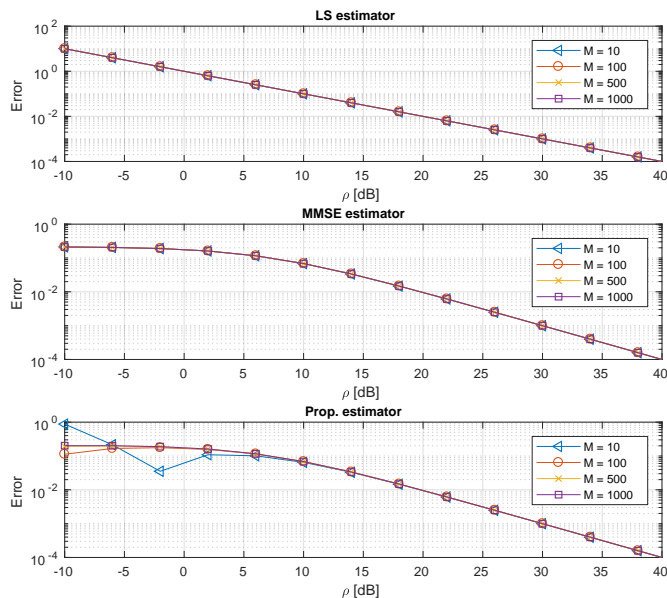 LS estimator
10^2
10^0
10^-2
10^-4
Error
M = 10
M = 100
M = 500
M = 1000
-10 -5 0 5 10 15 20 25 30 35 40
ρ [dB]
MMSE estimator
10^0
10^-2
10^-4
Error
M = 10
M = 100
M = 500
M = 1000
-10 -5 0 5 10 15 20 25 30 35 40
ρ [dB]
Prop. estimator
10^0
10^-2
10^-4
Error
M = 10
M = 100
M = 500
M = 1000
-10 -5 0 5 10 15 20 25 30 35 40
ρ [dB]